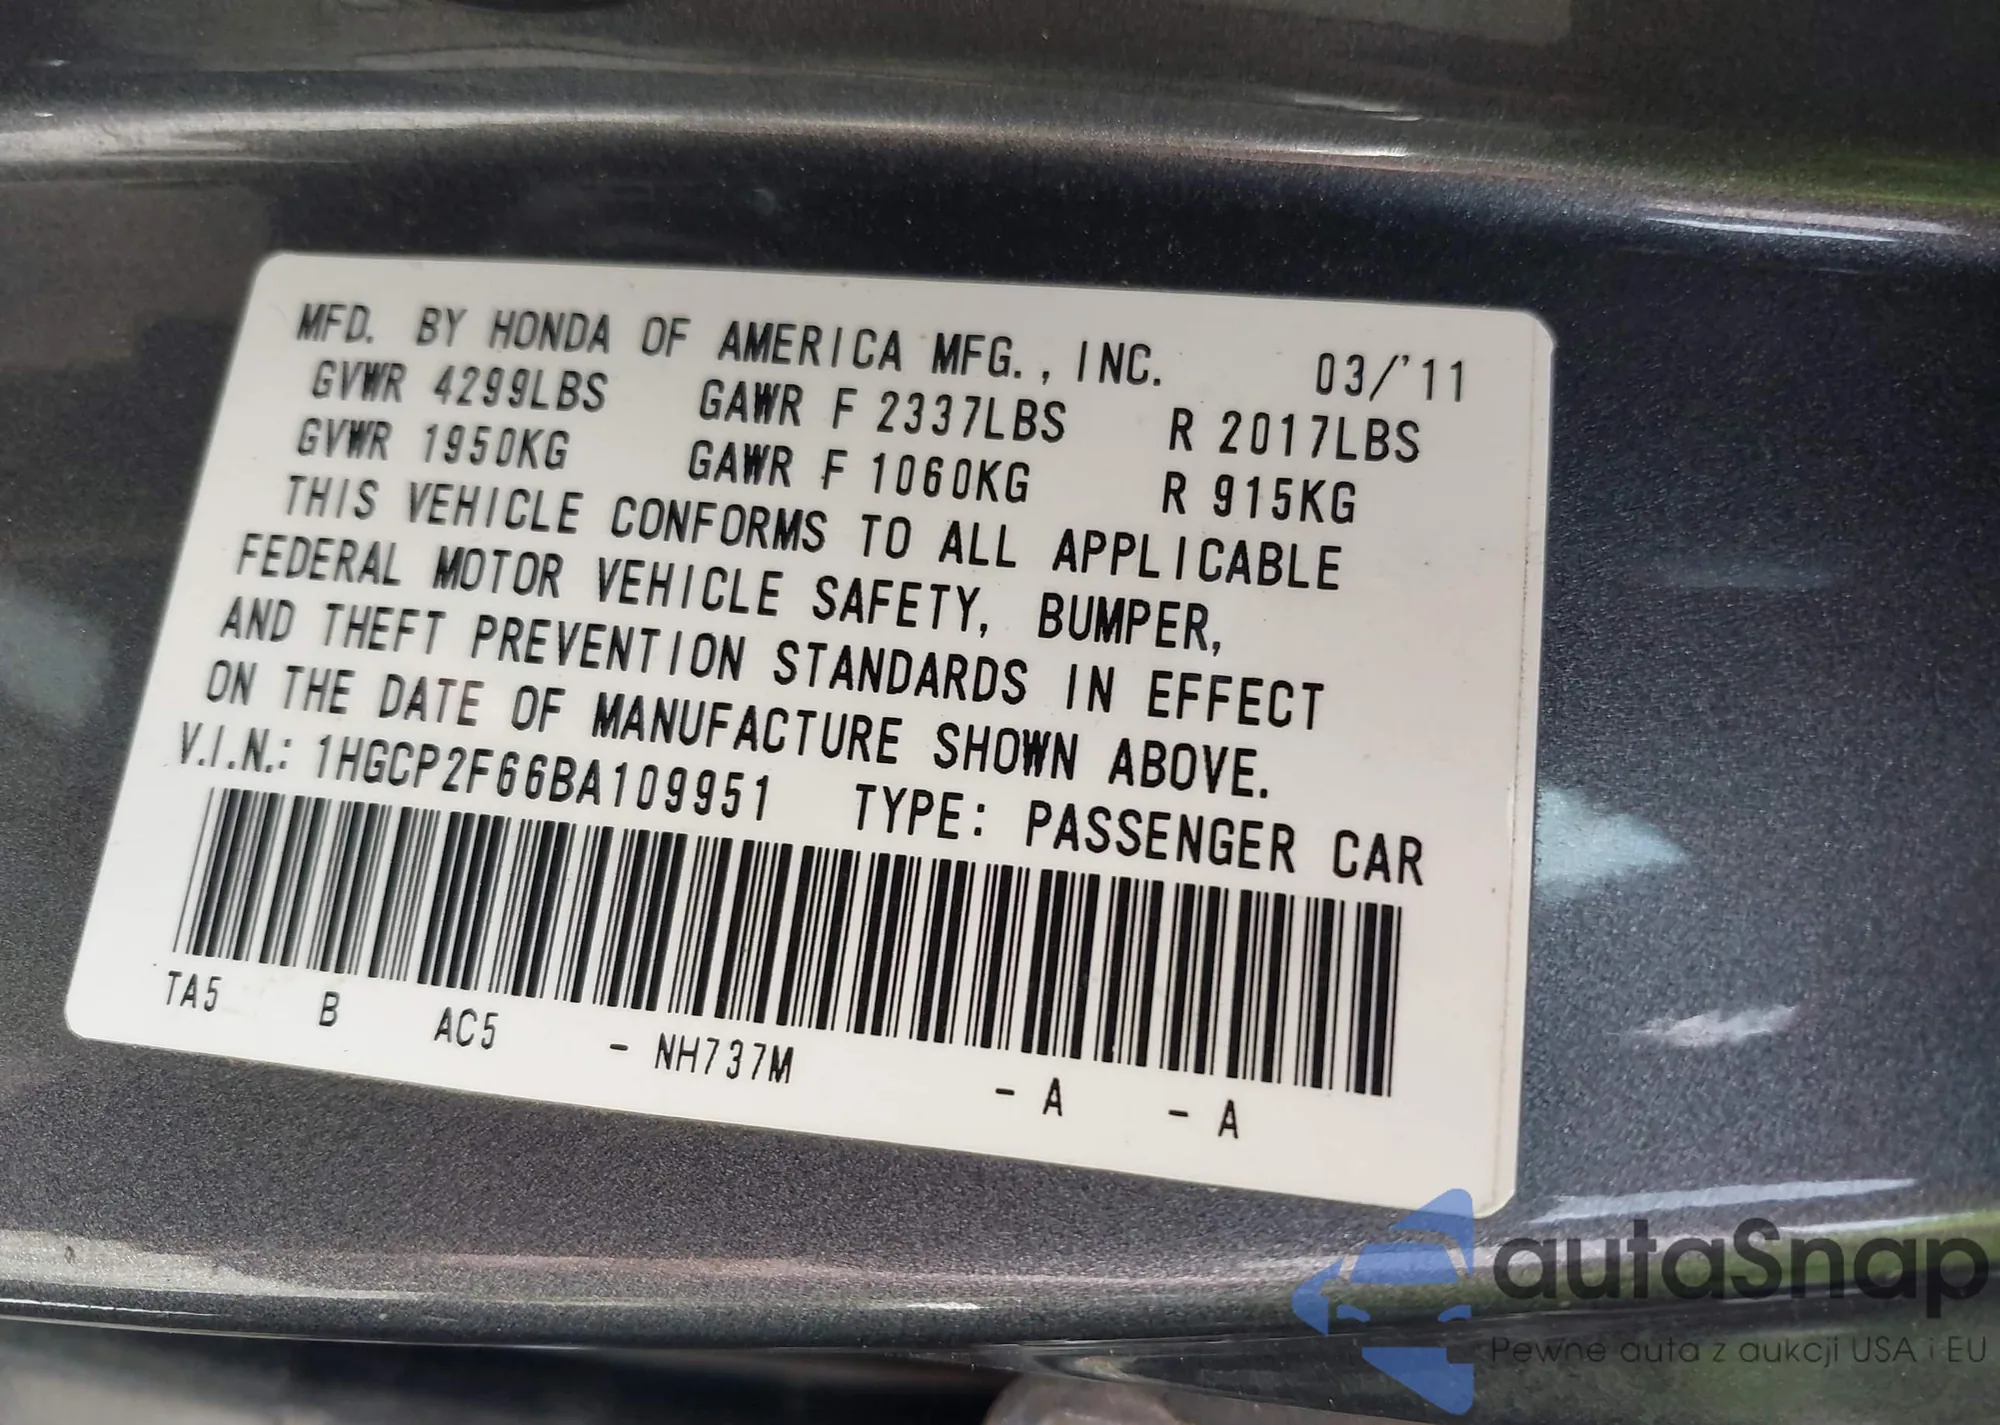 MFD. BY HONDA OF AMERICA MFG., INC. 03/'11
GVWR 4299LBS GAWR F 2337LBS R 2017LBS
GVWR 1950KG GAWR F 1060KG R 915KG
THIS VEHICLE CONFORMS TO ALL APPLICABLE
FEDERAL MOTOR VEHICLE SAFETY, BUMPER,
AND THEFT PREVENTION STANDARDS IN EFFECT
ON THE DATE OF MANUFACTURE SHOWN ABOVE.
V.I.N.: 1HGCP2F66BA109951 TYPE: PASSENGER CAR
TA5 B AC5 - NH737M - A - A
autaSnap
Pewne auta z aukcji USA i EU